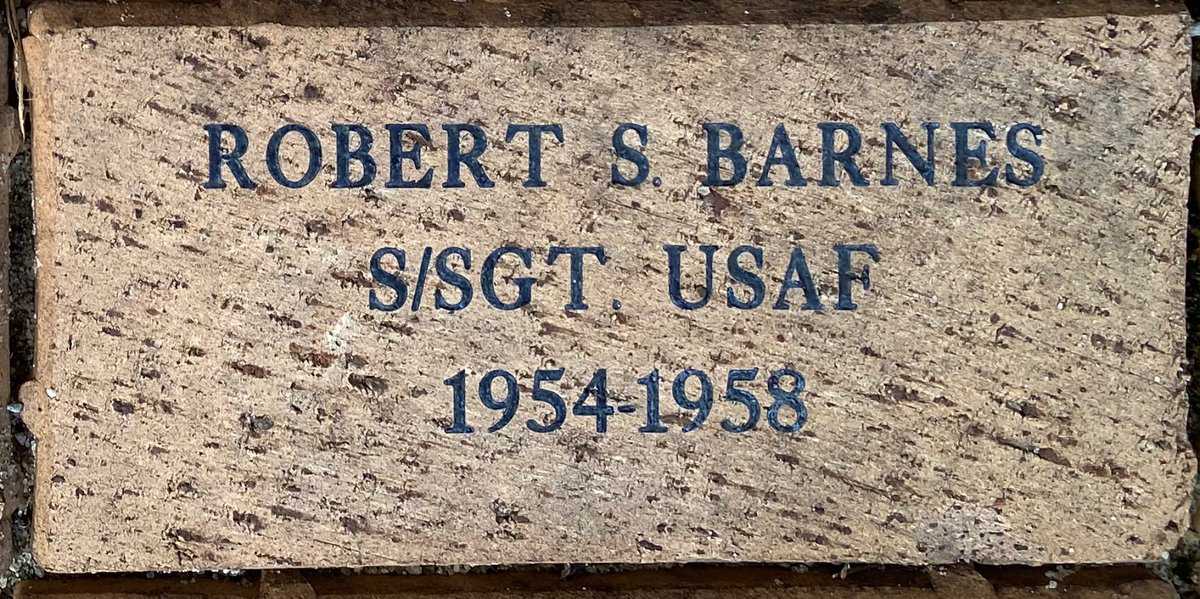 ROBERT S. BARNES
S/SGT. USAF
1954-1958